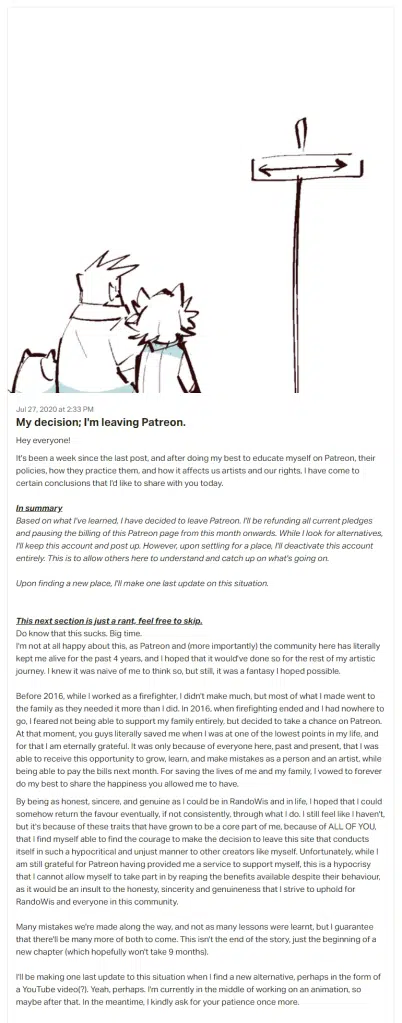 Jul 27, 2020 at 2:33 PM
My decision; I'm leaving Patreon.
Hey everyone!
It's been a week since the last post, and after doing my best to educate myself on Patreon, their
policies, how they practice them, and how it affects us artists and our rights, I have come to
certain conclusions that I'd like to share with you today.
In summary
Based on what I've learned, I have decided to leave Patreon. I'll be refunding all current pledges
and pausing the billing of this Patreon page from this month onwards. While I look for alternatives,
I'll keep this account and post up. However, upon settling for a place, I'll deactivate this account
entirely. This is to allow others here to understand and catch up on what's going on.
Upon finding a new place, I'll make one last update on this situation.
This next section is just a rant, feel free to skip.
Do know that this sucks. Big time.
I'm not at all happy about this, as Patreon and (more importantly) the community here has literally
kept me alive for the past 4 years, and I hoped that it would've done so for the rest of my artistic
journey. I knew it was naive of me to think so, but still, it was a fantasy I hoped possible.
Before 2016, while I worked as a firefighter, I didn't make much, but most of what I made went to
the family as they needed it more than I did. In 2016, when firefighting ended and I had nowhere to
go, I feared not being able to support my family entirely, but decided to take a chance on Patreon.
At that moment, you guys literally saved me when I was at one of the lowest points in my life, and
for that I am eternally grateful. It was only because of everyone here, past and present, that I was
able to receive this opportunity to grow, learn, and make mistakes as a person and an artist, while
being able to pay the bills next month. For saving the lives of me and my family, I vowed to forever
do my best to share the happiness you allowed me to have.
By being as honest, sincere, and genuine as I could be in RandoWis and in life, I hoped that I could
somehow return the favour eventually, if not consistently, through what I do. I still feel like I haven't,
but it's because of these traits that have grown to be a core part of me, because of ALL OF YOU,
that I find myself able to find the courage to make the decision to leave this site that conducts
itself in such a hypocritical and unjust manner to other creators like myself. Unfortunately, while I
am still grateful for Patreon having provided me a service to support myself, this is a hypocrisy
that I cannot allow myself to take part in by reaping the benefits available despite their behaviour,
as it would be an insult to the honesty, sincerity and genuineness that I strive to uphold for
RandoWis and everyone in this community.
Many mistakes we're made along the way, and not as many lessons were learnt, but I guarantee
that there'll be many more of both to come. This isn't the end of the story, just the beginning of a
new chapter (which hopefully won't take 9 months).
I'll be making one last update to this situation when I find a new alternative, perhaps in the form of
a YouTube video(?). Yeah, perhaps. I'm currently in the middle of working on an animation, so
maybe after that. In the meantime, I kindly ask for your patience once more.